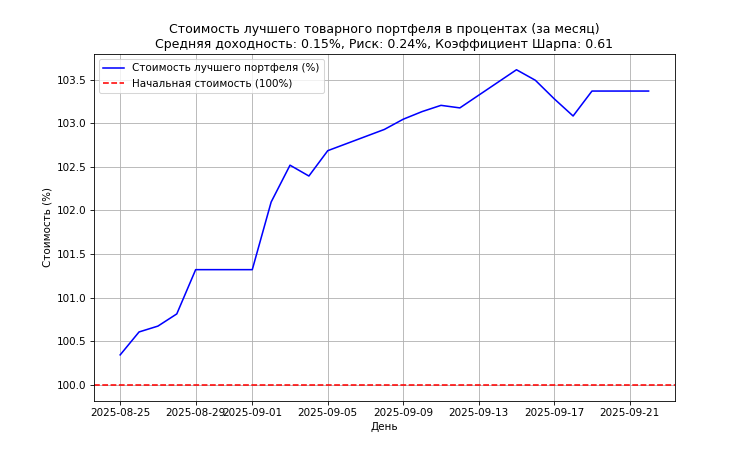 Стоимость лучшего товарного портфеля в процентах (за месяц)
Средняя доходность: 0.15%, Риск: 0.24%, Коэффициент Шарпа: 0.61
Стоимость лучшего портфеля (%)
Начальная стоимость (100%)
Стоимость (%)
103.5
103.0
102.5
102.0
101.5
101.0
100.5
100.0
2025-08-25 2025-08-29 2025-09-01 2025-09-05 2025-09-09 2025-09-13 2025-09-17 2025-09-21
День